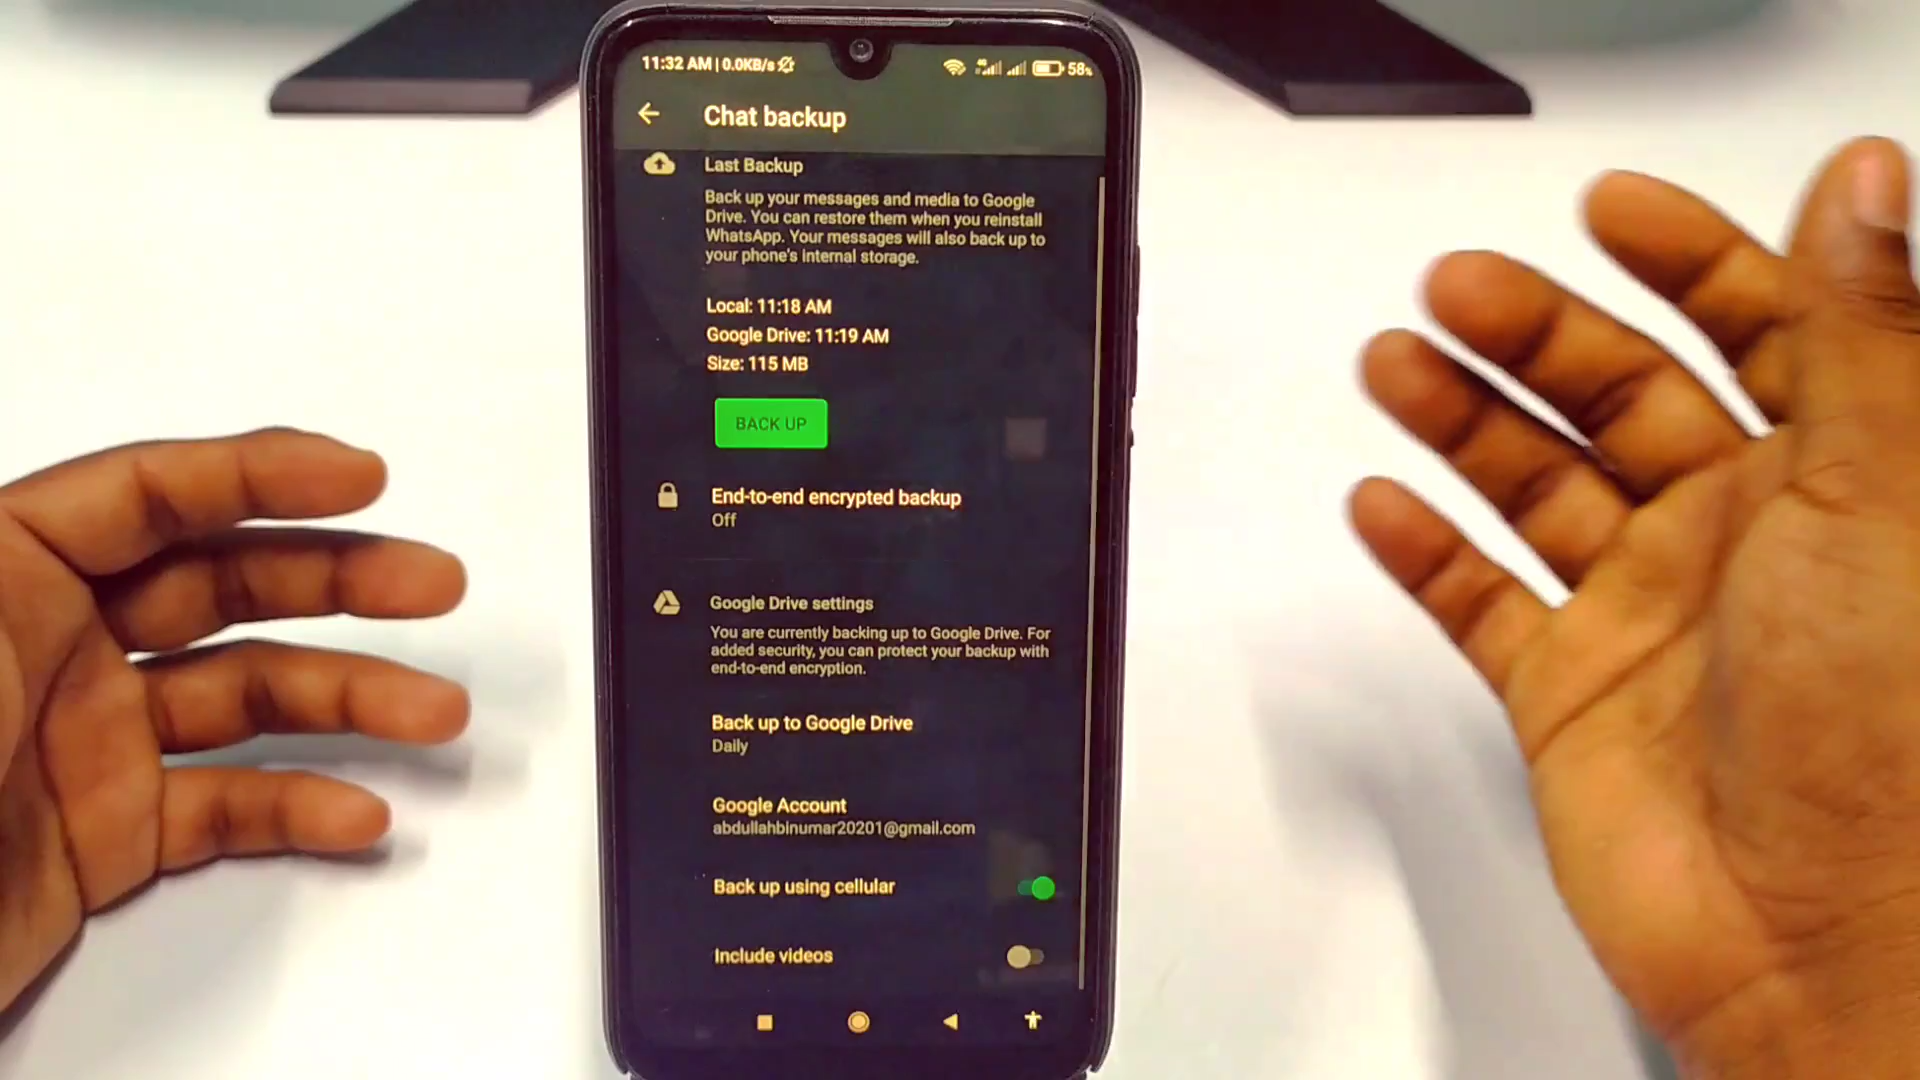 11:32 AM | 0.0KB/s
4G
58%
Chat backup
Last Backup
Back up your messages and media to Google
Drive. You can restore them when you reinstall
WhatsApp. Your messages will also back up to
your phone's internal storage.
Local: 11:18 AM
Google Drive: 11:19 AM
Size: 115 MB
BACK UP
End-to-end encrypted backup
Off
Google Drive settings
You are currently backing up to Google Drive. For
added security, you can protect your backup with
end-to-end encryption.
Back up to Google Drive
Daily
Google Account
abdullahbinumar20201@gmail.com
Back up using cellular
Include videos